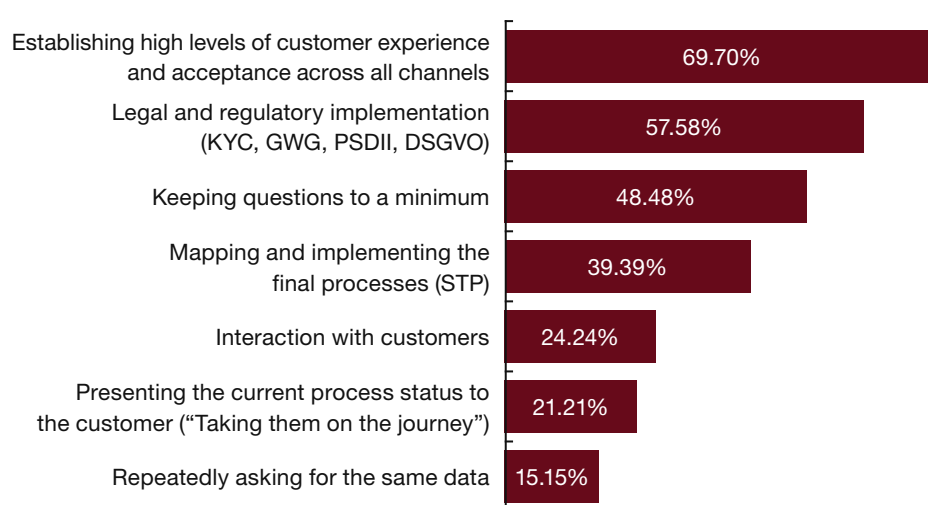 Establishing high levels of customer experience
and acceptance across all channels
69.70%
Legal and regulatory implementation
(KYC, GWG, PSDII, DSGVO)
57.58%
Keeping questions to a minimum
48.48%
Mapping and implementing the
final processes (STP)
39.39%
Interaction with customers
24.24%
Presenting the current process status to
the customer (“Taking them on the journey”)
21.21%
Repeatedly asking for the same data
15.15%